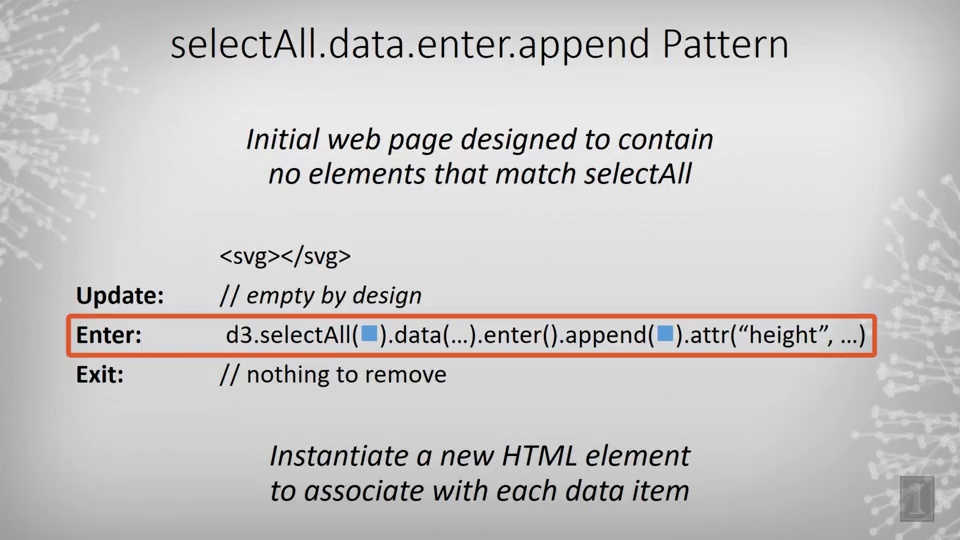 selectAll.data.enter.append Pattern
Initial web page designed to contain
no elements that match selectAll
<svg></svg>
Update: // empty by design
Enter: d3.selectAll(■).data(…).enter().append(■).attr(“height”, …)
Exit: // nothing to remove
Instantiate a new HTML element
to associate with each data item